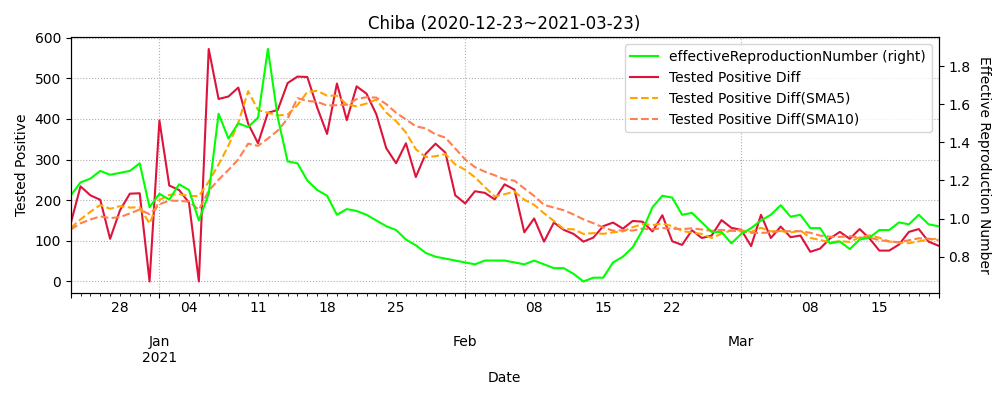 Chiba (2020-12-23~2021-03-23)
effectiveReproductionNumber (right)
Tested Positive Diff
Tested Positive Diff(SMA5)
Tested Positive Diff(SMA10)
Tested Positive
600
500
400
300
200
100
0
Effective Reproduction Number
1.8
1.6
1.4
1.2
1.0
0.8
28 04 11 18 25 08 15 22 08 15
Jan Feb Mar
2021
Date